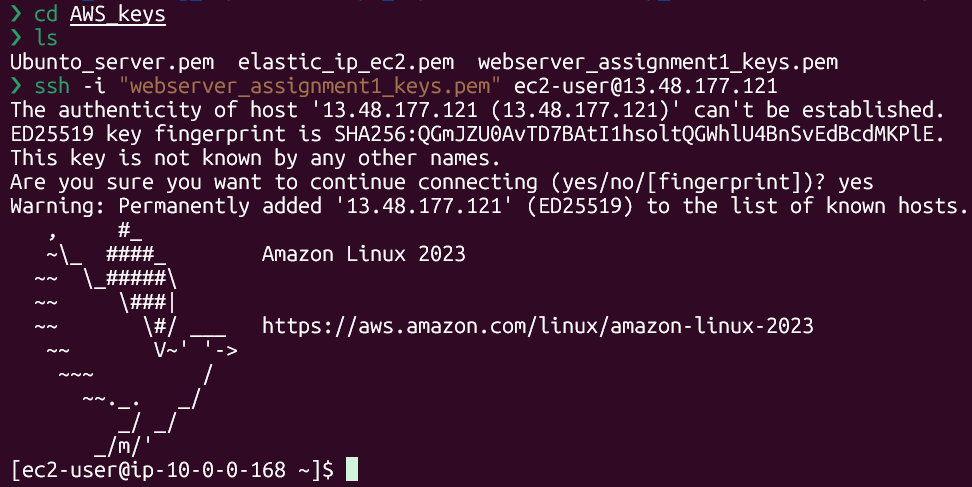 ❯ cd AWS_keys
❯ ls
Ubunto_server.pem  elastic_ip_ec2.pem  webserver_assignment1_keys.pem
❯ ssh -i "webserver_assignment1_keys.pem" ec2-user@13.48.177.121
The authenticity of host '13.48.177.121 (13.48.177.121)' can't be established.
ED25519 key fingerprint is SHA256:QGmJZU0AvTD7BAtI1hsoltQGWhlU4BnSvEdBcdMKPlE.
This key is not known by any other names.
Are you sure you want to continue connecting (yes/no/[fingerprint])? yes
Warning: Permanently added '13.48.177.121' (ED25519) to the list of known hosts.
   ,     #_
   ~\_  ####_        Amazon Linux 2023
  ~~  \_#####\
  ~~     \###|
  ~~       \#/ ___   https://aws.amazon.com/linux/amazon-linux-2023
   ~~       V~' '->
    ~~~         /
      ~~._.   _/
         _/ _/
       _/m/'
[ec2-user@ip-10-0-0-168 ~]$